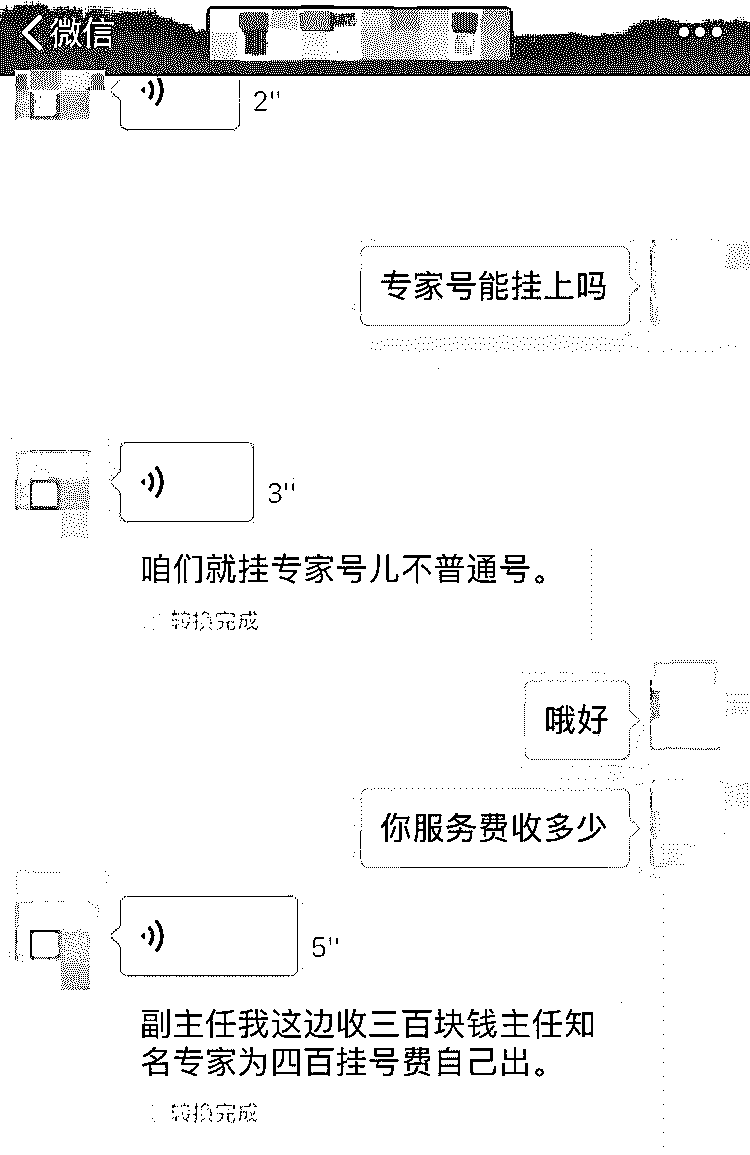 微信
2"
专家号能挂上吗
3"
咱们就挂专家号儿不普通号。
转换完成
哦好
你服务费收多少
5"
副主任我这边收三百块钱主任知
名专家为四百挂号费自己出。
转换完成